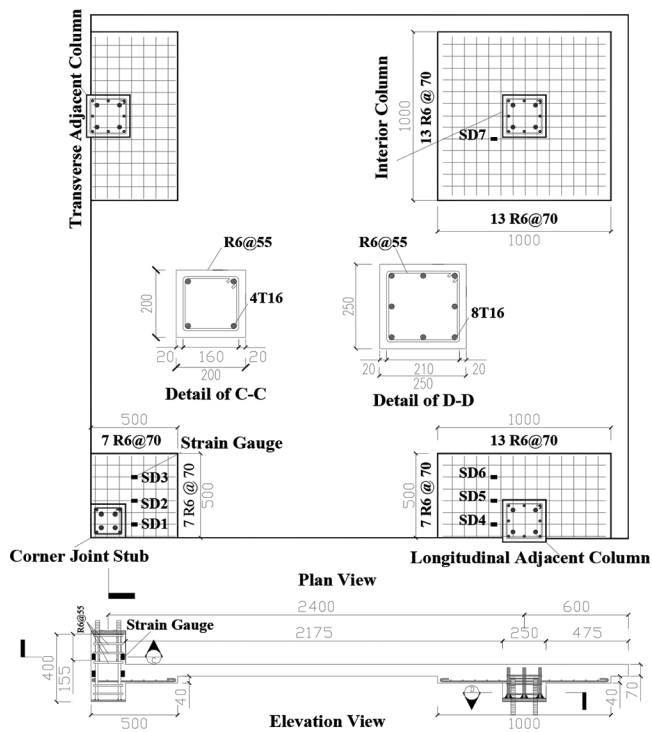 Transverse Adjacent Column
Interior Column
1000
13 R6 @ 70
SD7
13 R6@70
1000
R6@55
200
4T16
20
160
20
200
Detail of C-C
R6@55
250
8T16
20
210
20
250
Detail of D-D
500
7 R6@70
Strain Gauge
SD3
SD2
SD1
500
7 R6 @ 70
Corner Joint Stub
1000
13 R6@70
500
7 R6 @ 70
SD6
SD5
SD4
Longitudinal Adjacent Column
Plan View
2400
600
R6@55
Strain Gauge
2175
250
475
400
155
C
40
500
D
40
70
1000
Elevation View